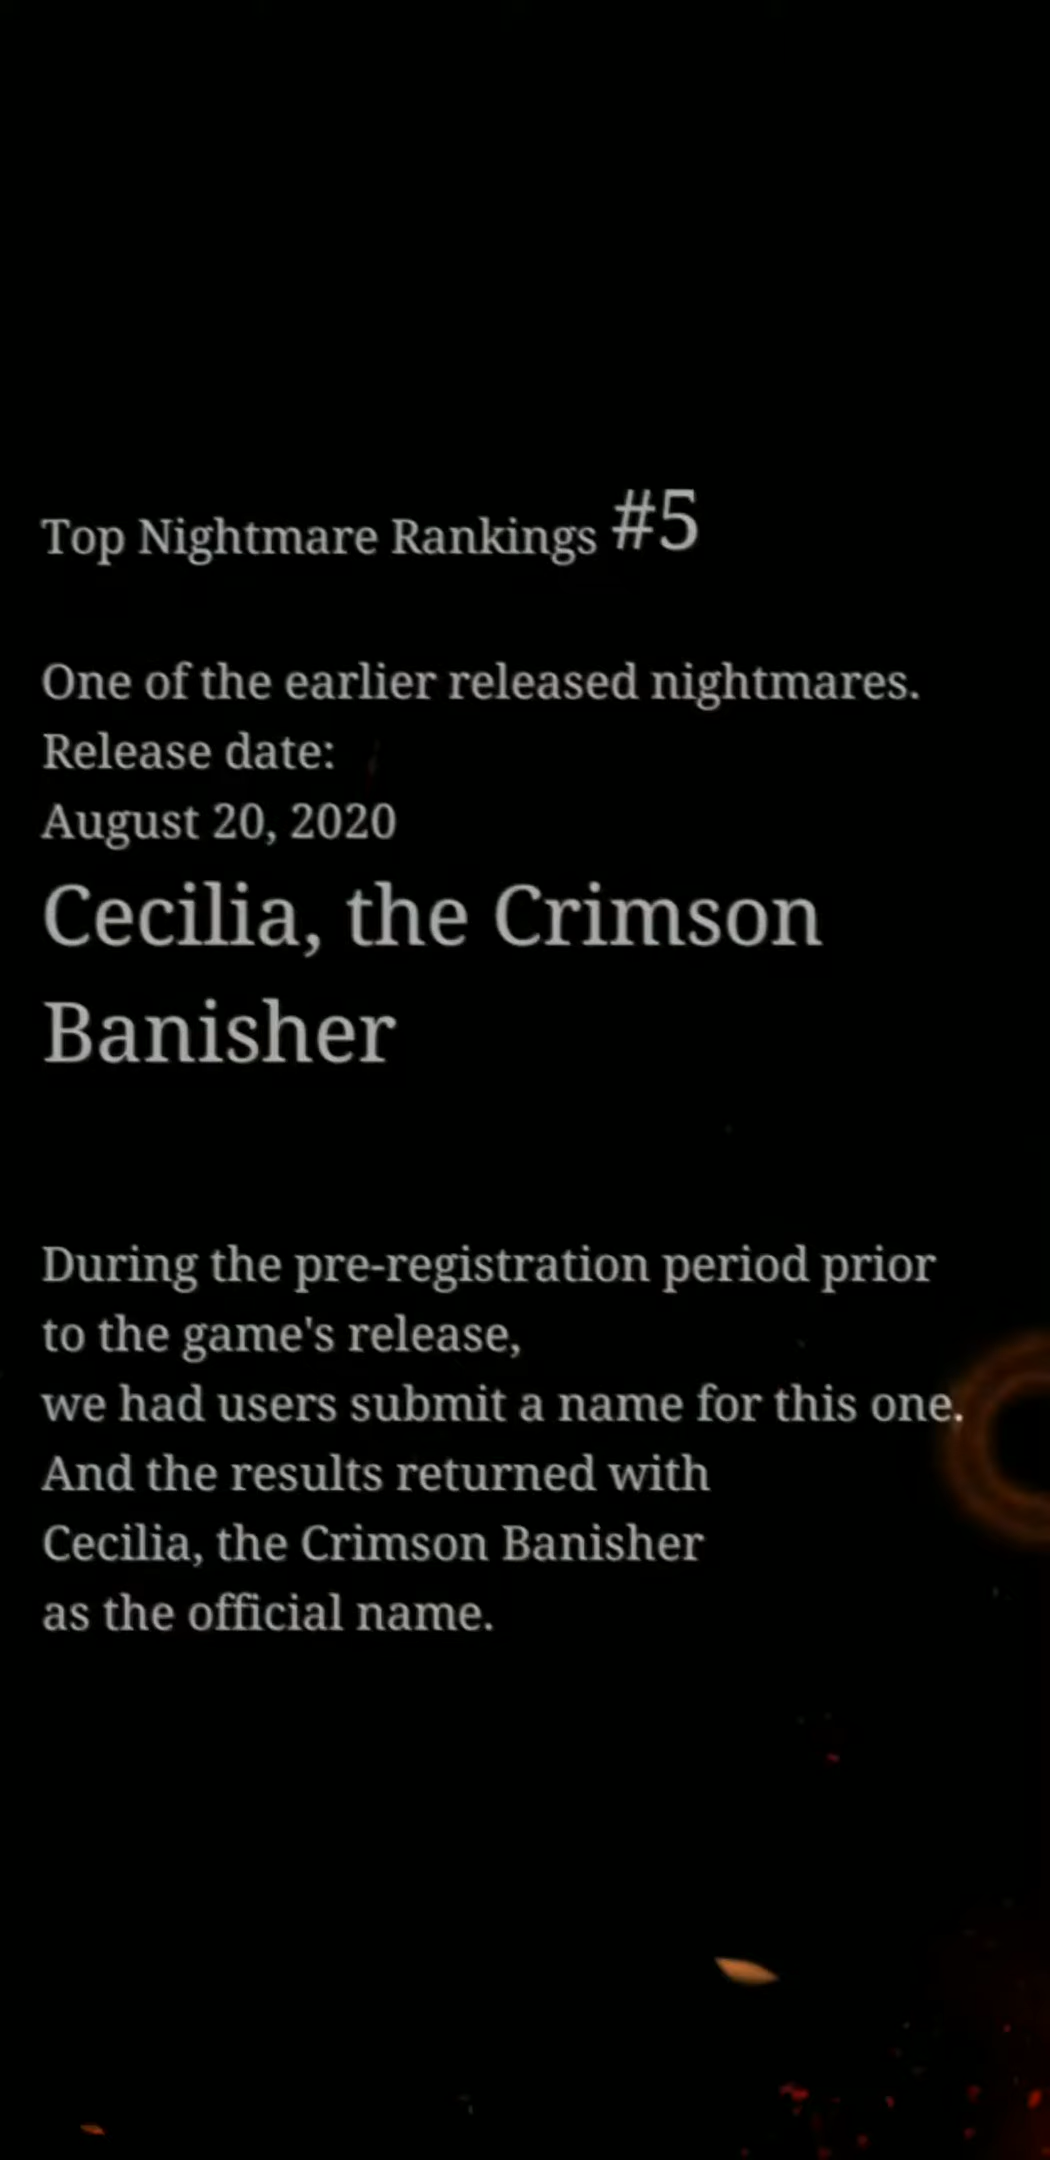 Top Nightmare Rankings #5
One of the earlier released nightmares.
Release date:
August 20, 2020
Cecilia, the Crimson
Banisher
During the pre-registration period prior
to the game's release,
we had users submit a name for this one.
And the results returned with
Cecilia, the Crimson Banisher
as the official name.